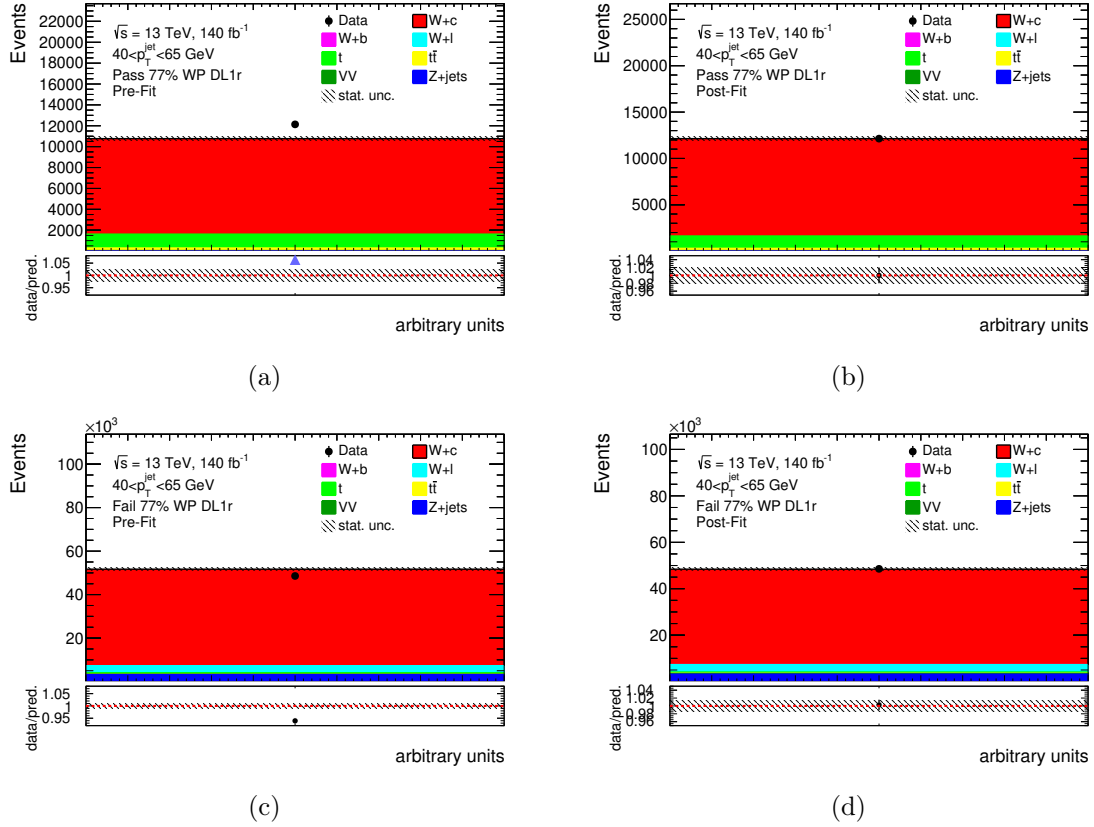 Events
22000
20000
18000
16000
14000
12000
10000
8000
6000
4000
2000
√s = 13 TeV, 140 fb⁻¹
40<p_T^jet<65 GeV
Pass 77% WP DL1r
Pre-Fit
Data
W+b
t
VV
stat. unc.
W+c
W+l
tt̄
Z+jets
data/pred.
1.05
1
0.95
arbitrary units
(a)
Events
25000
20000
15000
10000
5000
√s = 13 TeV, 140 fb⁻¹
40<p_T^jet<65 GeV
Pass 77% WP DL1r
Post-Fit
Data
W+b
t
VV
stat. unc.
W+c
W+l
tt̄
Z+jets
data/pred.
1.04
1.02
1
0.98
0.96
arbitrary units
(b)
×10³
Events
100
80
60
40
20
√s = 13 TeV, 140 fb⁻¹
40<p_T^jet<65 GeV
Fail 77% WP DL1r
Pre-Fit
Data
W+b
t
VV
stat. unc.
W+c
W+l
tt̄
Z+jets
data/pred.
1.05
1
0.95
arbitrary units
(c)
×10³
Events
100
80
60
40
20
√s = 13 TeV, 140 fb⁻¹
40<p_T^jet<65 GeV
Fail 77% WP DL1r
Post-Fit
Data
W+b
t
VV
stat. unc.
W+c
W+l
tt̄
Z+jets
data/pred.
1.04
1.02
1
0.98
0.96
arbitrary units
(d)